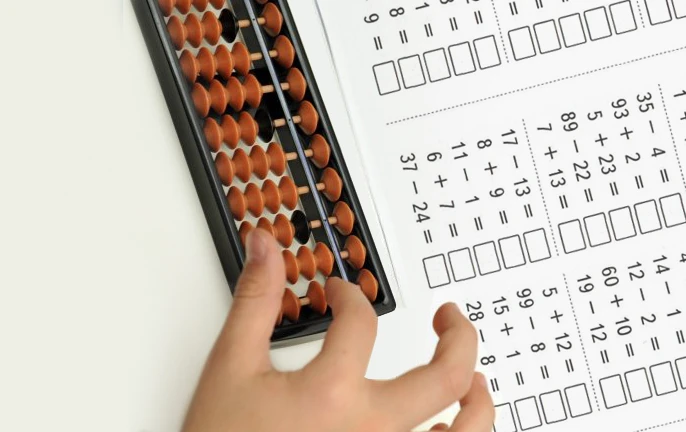 35 − 4 =
93 + 2 =
5 + 23 =
89 − 22 =
7 + 13 =
14 − 1
12 − 2 =
60 + 10 =
19 − 12 =
17 − 13 =
8 + 9 =
11 − 1 =
6 + 7 =
37 − 24 =
5 + 12 =
99 − 8 =
15 + 1 =
28 − 8 =